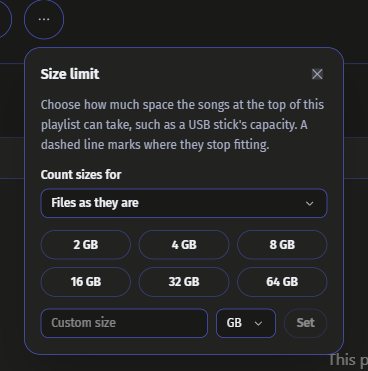 ...
Size limit
Choose how much space the songs at the top of this
playlist can take, such as a USB stick's capacity. A
dashed line marks where they stop fitting.
Count sizes for
Files as they are
2 GB 4 GB 8 GB
16 GB 32 GB 64 GB
Custom size GB Set
This p